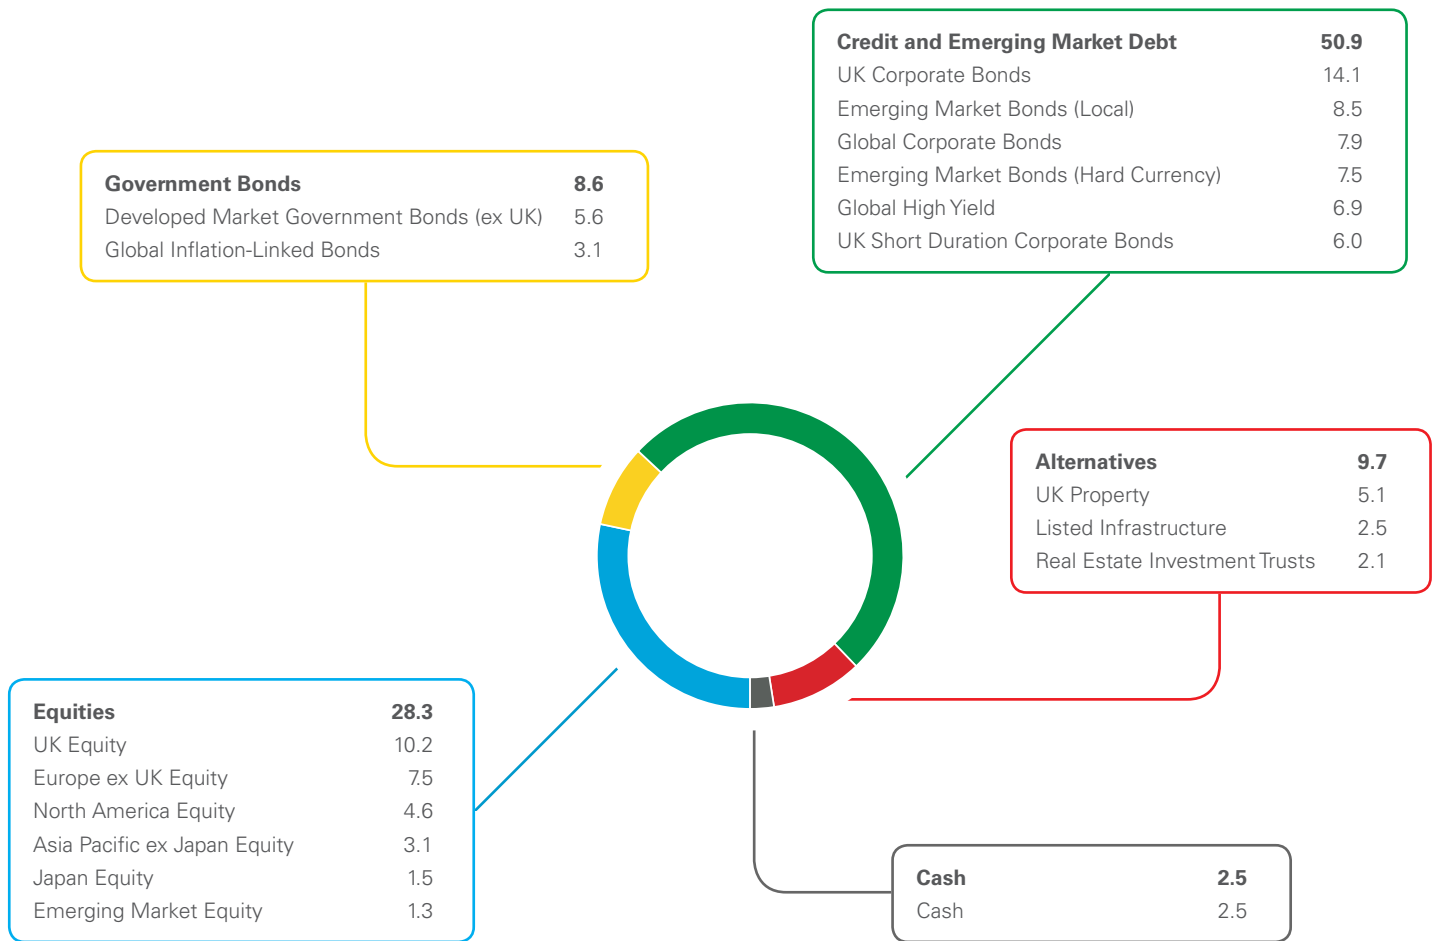 Credit and Emerging Market Debt 50.9
UK Corporate Bonds 14.1
Emerging Market Bonds (Local) 8.5
Global Corporate Bonds 7.9
Emerging Market Bonds (Hard Currency) 7.5
Global High Yield 6.9
UK Short Duration Corporate Bonds 6.0
Government Bonds 8.6
Developed Market Government Bonds (ex UK) 5.6
Global Inflation-Linked Bonds 3.1
Alternatives 9.7
UK Property 5.1
Listed Infrastructure 2.5
Real Estate Investment Trusts 2.1
Equities 28.3
UK Equity 10.2
Europe ex UK Equity 7.5
North America Equity 4.6
Asia Pacific ex Japan Equity 3.1
Japan Equity 1.5
Emerging Market Equity 1.3
Cash 2.5
Cash 2.5